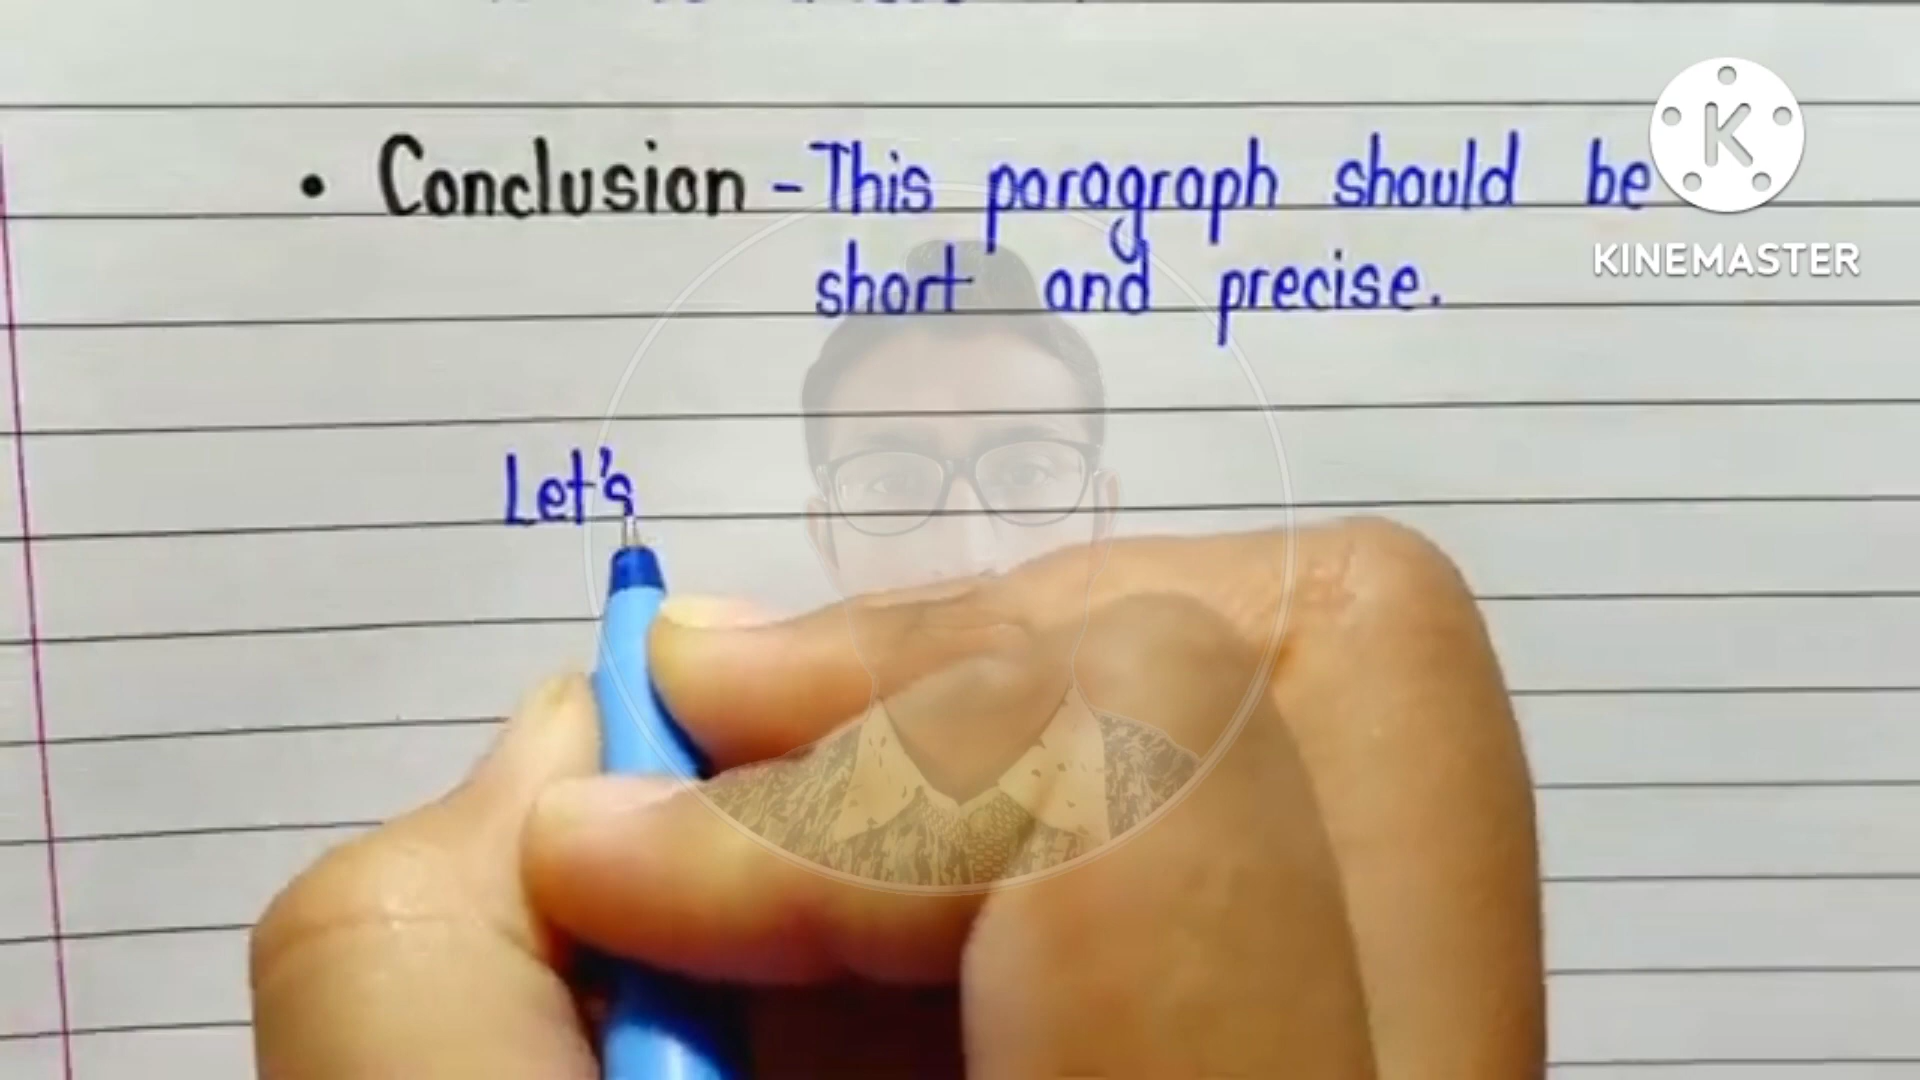 • Conclusion - This paragraph should be
short and precise.
Let's
K
KINEMASTER